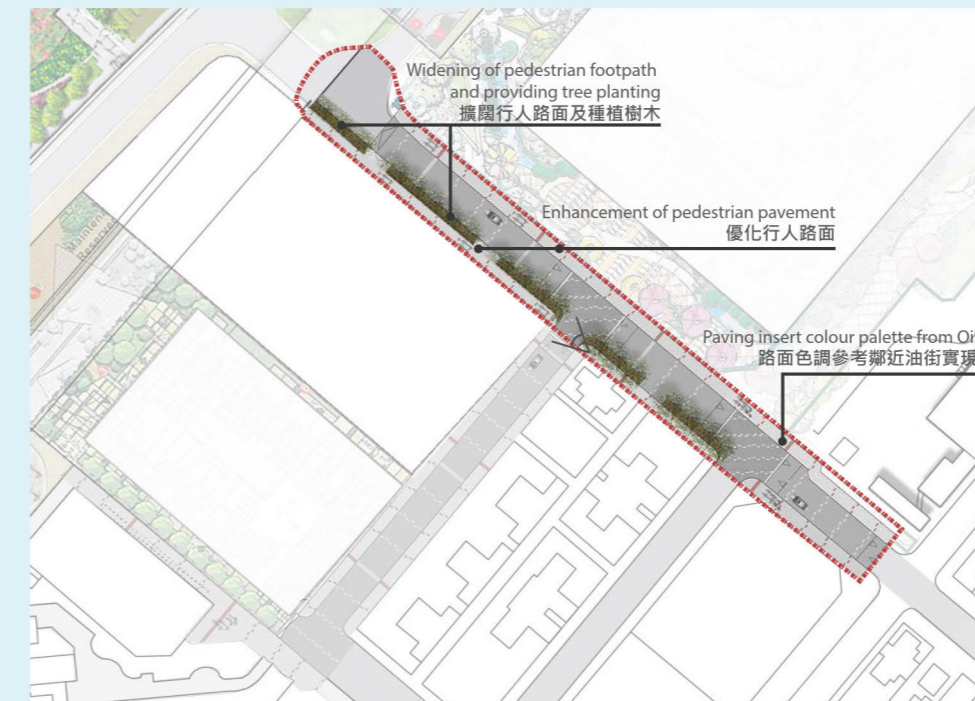 Widening of pedestrian footpath
and providing tree planting
擴闊行人路面及種植樹木
Enhancement of pedestrian pavement
優化行人路面
Paving insert colour palette from Oi
路面色調參考鄰近油街實現